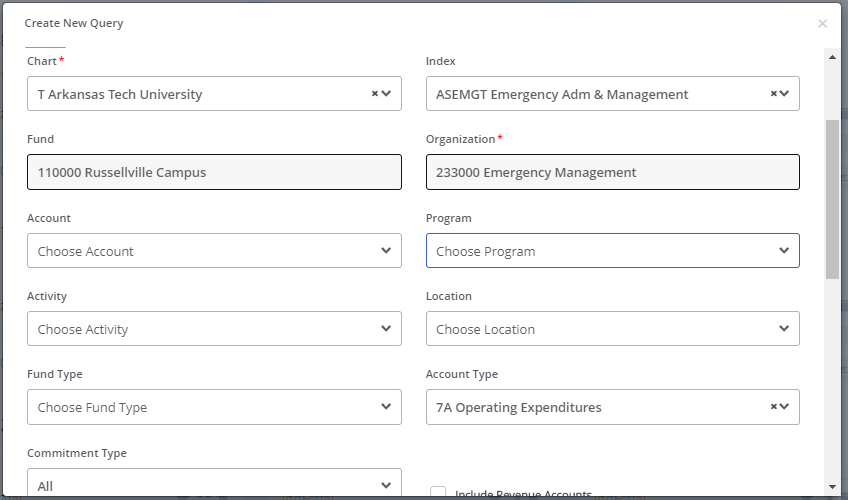 Create New Query
Chart* Index
T Arkansas Tech University ASEMGT Emergency Adm & Management
Fund Organization*
110000 Russellville Campus 233000 Emergency Management
Account Program
Choose Account Choose Program
Activity Location
Choose Activity Choose Location
Fund Type Account Type
Choose Fund Type 7A Operating Expenditures
Commitment Type
All Include Revenue Accounts